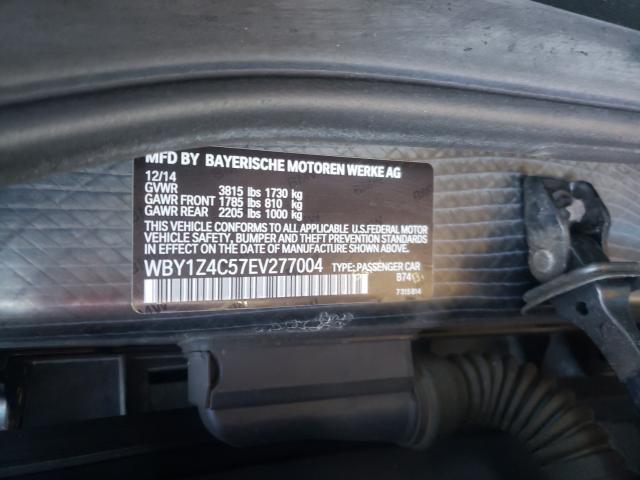 MFD BY BAYERISCHE MOTOREN WERKE AG
12/14
GVWR 3815 lbs 1730 kg
GAWR FRONT 1785 lbs 810 kg
GAWR REAR 2205 lbs 1000 kg
THIS VEHICLE CONFORMS TO ALL APPLICABLE U.S.FEDERAL MOTOR
VEHICLE SAFETY, BUMPER, AND THEFT PREVENTION STANDARDS
IN EFFECT ON THE DATE OF MANUFACTURE SHOWN ABOVE.
WBY1Z4C57EV277004 TYPE: PASSENGER CAR
B74
7315814